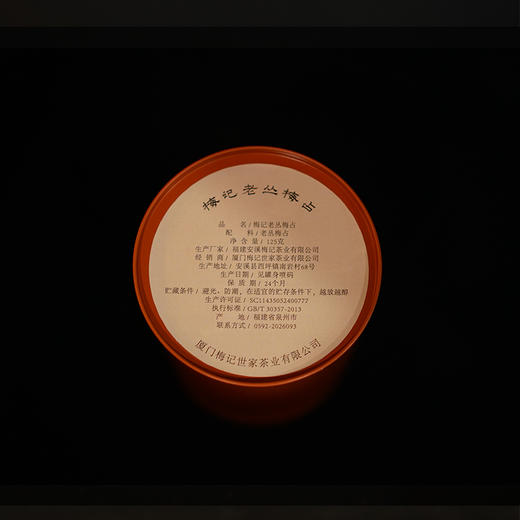 梅记老丛梅占
品 名/梅记老丛梅占
配 料/老丛梅占
净 含 量/125克
生产厂家/福建安溪梅记茶业有限公司
经 销 商/厦门梅记世家茶业有限公司
生产地址/安溪县西坪镇南岩村68号
生产日期/见罐身喷码
保 质 期/24个月
贮藏条件/避光、防潮,在适宜的贮存条件下,越放越醇
生产许可证/SC11435052400777
执行标准/GB/T 30357-2013
产 地/福建省泉州市
联系方式/0592-2026093
厦门梅记世家茶业有限公司